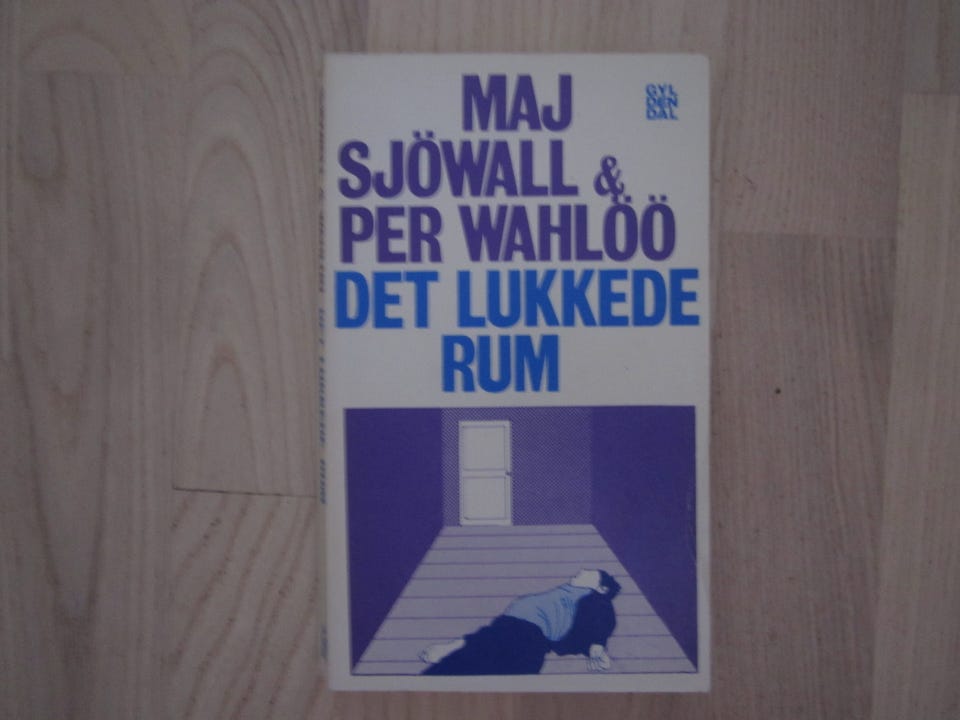 MAJ
SJÖWALL &
PER WAHLÖÖ
DET LUKKEDE
RUM
GYL
DEN
DAL